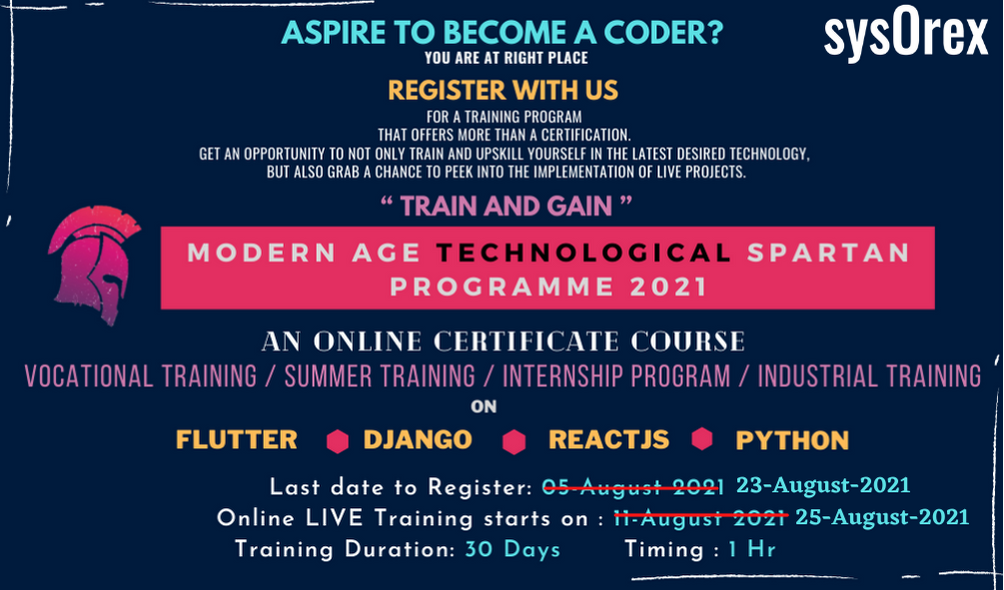 sysOrex
ASPIRE TO BECOME A CODER?
YOU ARE AT RIGHT PLACE
REGISTER WITH US
FOR A TRAINING PROGRAM
THAT OFFERS MORE THAN A CERTIFICATION.
GET AN OPPORTUNITY TO NOT ONLY TRAIN AND UPSKILL YOURSELF IN THE LATEST DESIRED TECHNOLOGY,
BUT ALSO GRAB A CHANCE TO PEEK INTO THE IMPLEMENTATION OF LIVE PROJECTS.
“ TRAIN AND GAIN ”
MODERN AGE TECHNOLOGICAL SPARTAN
PROGRAMME 2021
AN ONLINE CERTIFICATE COURSE
VOCATIONAL TRAINING / SUMMER TRAINING / INTERNSHIP PROGRAM / INDUSTRIAL TRAINING
ON
FLUTTER DJANGO REACTJS PYTHON
Last date to Register: 05-August 2021 23-August-2021
Online LIVE Training starts on : 11-August 2021 25-August-2021
Training Duration: 30 Days Timing : 1 Hr